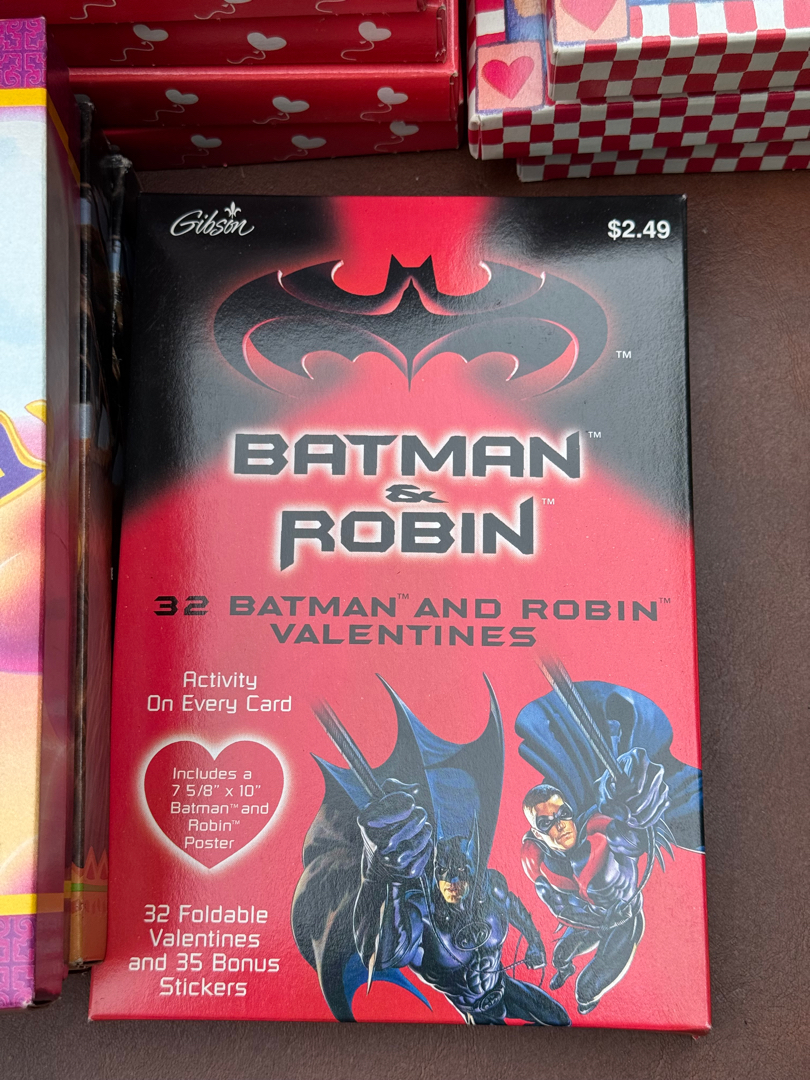 Gibson
$2.49
TM
BATMAN™
&
ROBIN™
32 BATMAN™ AND ROBIN™
VALENTINES
Activity
On Every Card
Includes a
7 5/8" x 10"
Batman™ and
Robin™
Poster
32 Foldable
Valentines
and 35 Bonus
Stickers